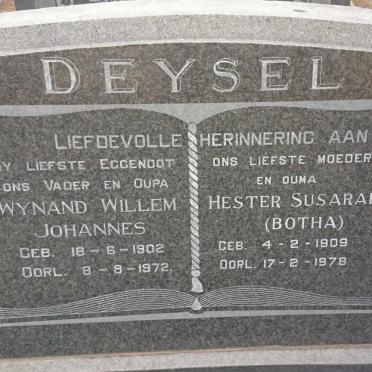 DEYSEL
LIEFDEVOLLE HERINNERING AAN
MY LIEFSTE EGGENOOT
ONS VADER EN OUPA
WYNAND WILLEM
JOHANNES
GEB. 18-6-1902
OORL. 8-8-1972.
ONS LIEFSTE MOEDER
EN OUMA
HESTER
(BOTHA)
GEB. 4-2-1909
OORL. 17-2-1978